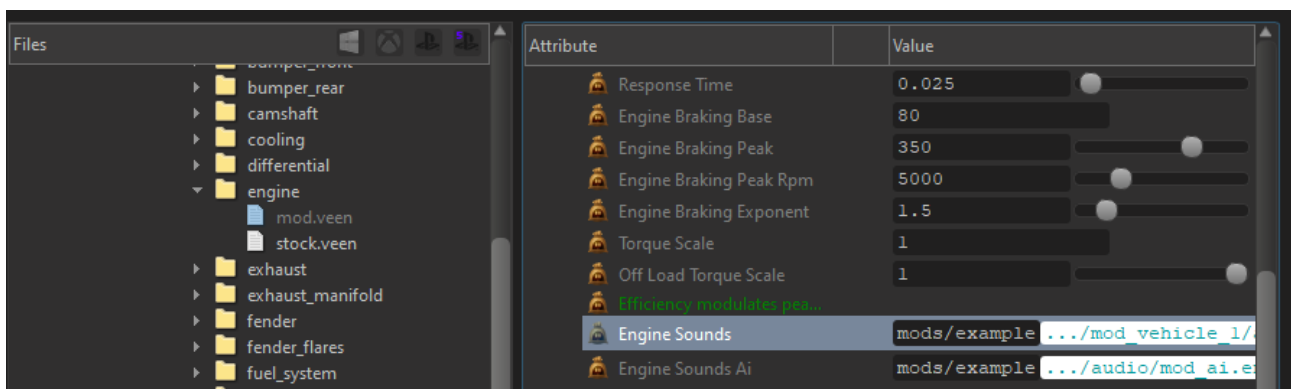 Files
bumper_front
bumper_rear
camshaft
cooling
differential
engine
mod.veen
stock.veen
exhaust
exhaust_manifold
fender
fender_flares
fuel_system
Attribute Value
Response Time 0.025
Engine Braking Base 80
Engine Braking Peak 350
Engine Braking Peak Rpm 5000
Engine Braking Exponent 1.5
Torque Scale 1
Off Load Torque Scale 1
Efficiency modulates pea...
Engine Sounds mods/example .../mod_vehicle_1/
Engine Sounds Ai mods/example .../audio/mod_ai.e